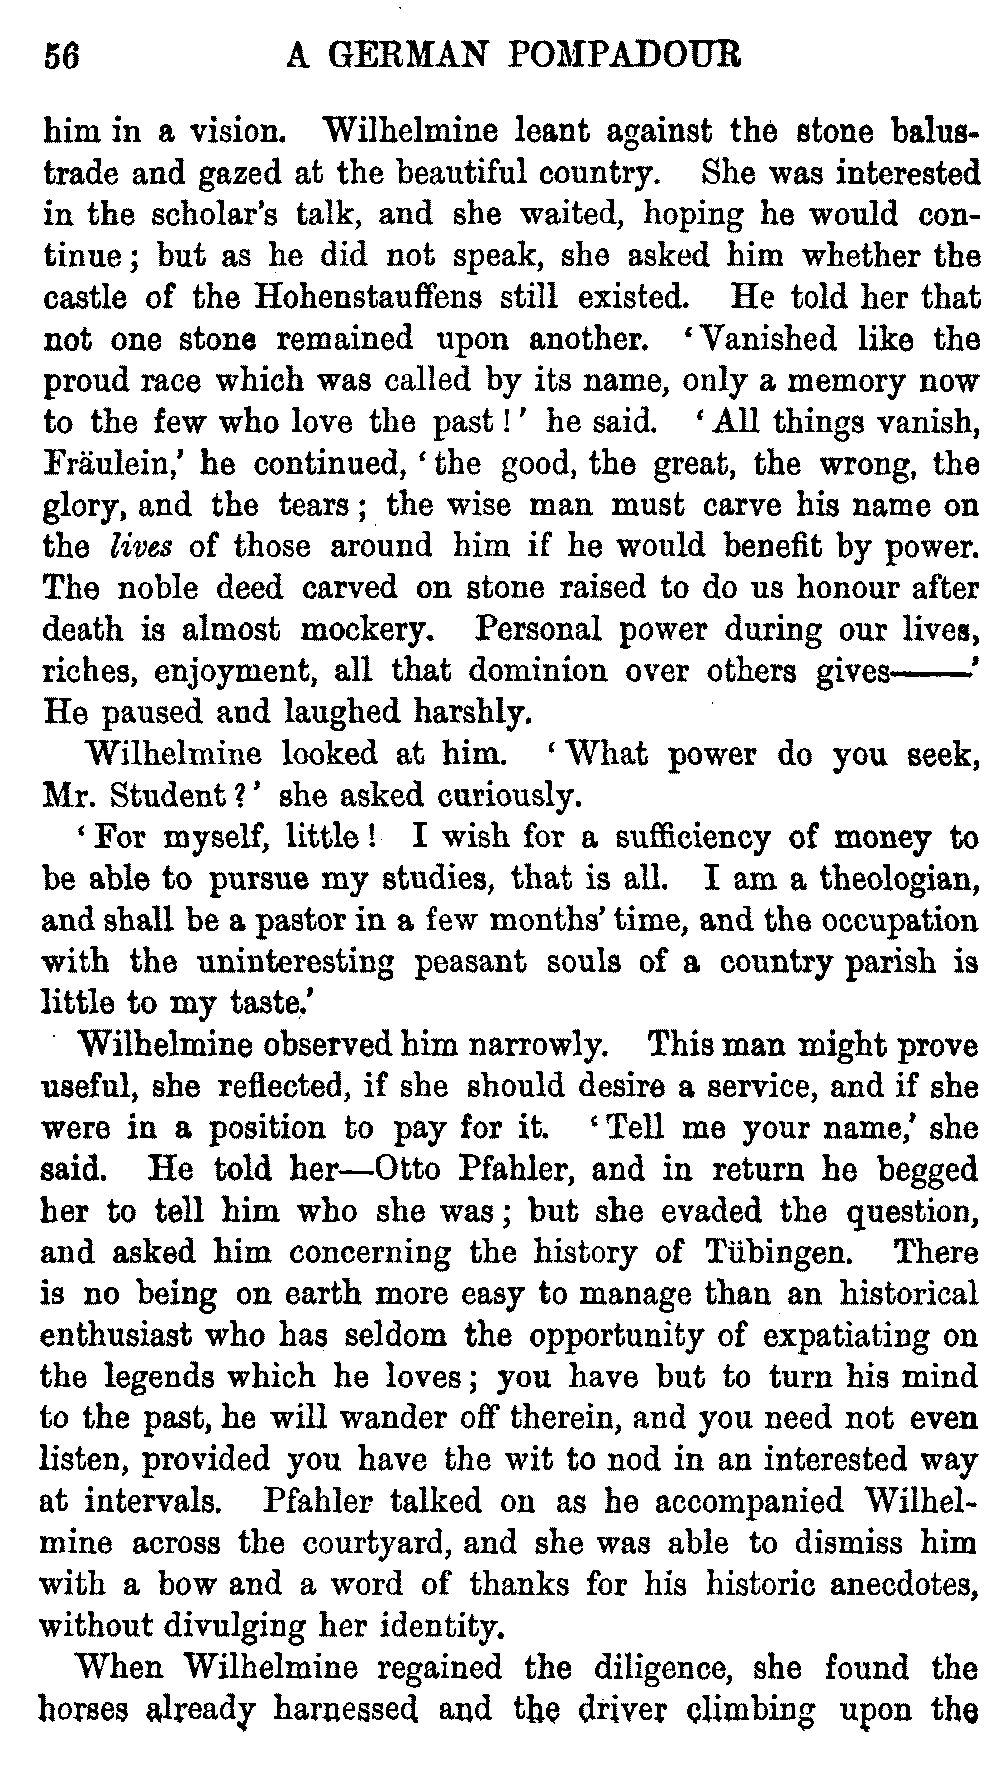 56 A GERMAN POMPADOUR
him in a vision. Wilhelmine leant against the stone balus-
trade and gazed at the beautiful country. She was interested
in the scholar's talk, and she waited, hoping he would con-
tinue; but as he did not speak, she asked him whether the
castle of the Hohenstauffens still existed. He told her that
not one stone remained upon another. 'Vanished like the
proud race which was called by its name, only a memory now
to the few who love the past!' he said. 'All things vanish,
Fräulein,' he continued, 'the good, the great, the wrong, the
glory, and the tears; the wise man must carve his name on
the lives of those around him if he would benefit by power.
The noble deed carved on stone raised to do us honour after
death is almost mockery. Personal power during our lives,
riches, enjoyment, all that dominion over others gives——'
He paused and laughed harshly.
Wilhelmine looked at him. 'What power do you seek,
Mr. Student?' she asked curiously.
'For myself, little! I wish for a sufficiency of money to
be able to pursue my studies, that is all. I am a theologian,
and shall be a pastor in a few months' time, and the occupation
with the uninteresting peasant souls of a country parish is
little to my taste.'
Wilhelmine observed him narrowly. This man might prove
useful, she reflected, if she should desire a service, and if she
were in a position to pay for it. 'Tell me your name,' she
said. He told her—Otto Pfahler, and in return he begged
her to tell him who she was; but she evaded the question,
and asked him concerning the history of Tübingen. There
is no being on earth more easy to manage than an historical
enthusiast who has seldom the opportunity of expatiating on
the legends which he loves; you have but to turn his mind
to the past, he will wander off therein, and you need not even
listen, provided you have the wit to nod in an interested way
at intervals. Pfahler talked on as he accompanied Wilhel-
mine across the courtyard, and she was able to dismiss him
with a bow and a word of thanks for his historic anecdotes,
without divulging her identity.
When Wilhelmine regained the diligence, she found the
horses already harnessed and the driver climbing upon the